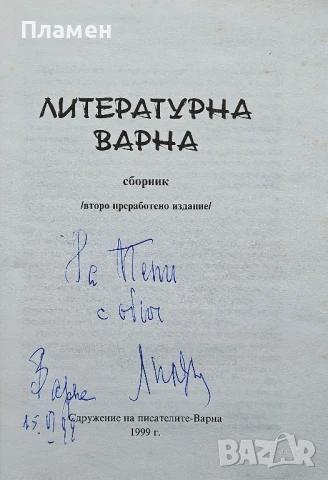 Пламен
ЛИТЕРАТУРНА
ВАРНА
сборник
/второ преработено издание/
На Пепи
с обич
Варна
15.VI.99
Сдружение на писателите-Варна
1999 г.
BAZAR